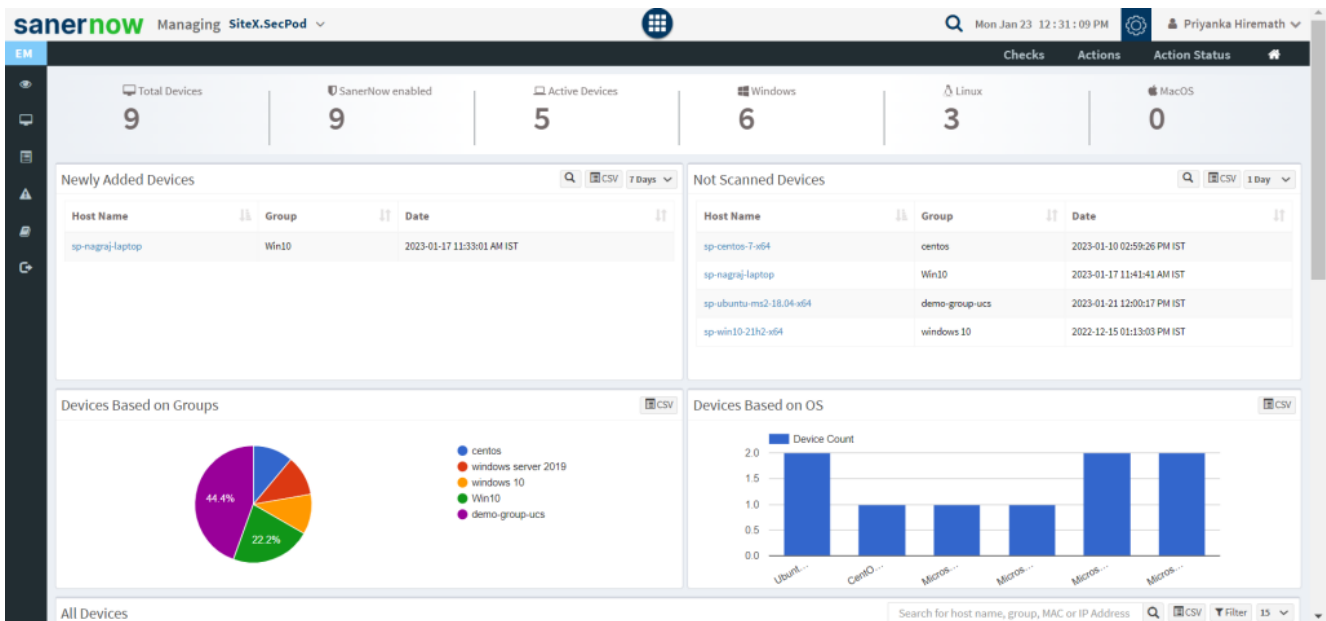 sanernow Managing SiteX.SecPod Mon Jan 23 12:31:09 PM Priyanka Hiremath
EM Checks Actions Action Status
Total Devices SanerNow enabled Active Devices Windows Linux MacOS
9 9 5 6 3 0
Newly Added Devices CSV 7 Days
Host Name Group Date
sp-nagraj-laptop Win10 2023-01-17 11:33:01 AM IST
Not Scanned Devices CSV 1 Day
Host Name Group Date
sp-centos-7-x64 centos 2023-01-10 02:59:26 PM IST
sp-nagraj-laptop Win10 2023-01-17 11:41:41 AM IST
sp-ubuntu-ms2-18.04-x64 demo-group-ucs 2023-01-21 12:00:17 PM IST
sp-win10-21h2-x64 windows 10 2022-12-15 01:13:03 PM IST
Devices Based on Groups CSV
44.4%
22.2%
centos
windows server 2019
windows 10
Win10
demo-group-ucs
Devices Based on OS CSV
Device Count
2.0
1.5
1.0
0.5
0.0
Ubunt... CentO... Micros... Micros... Micros... Micros...
All Devices Search for host name, group, MAC or IP Address CSV Filter 15